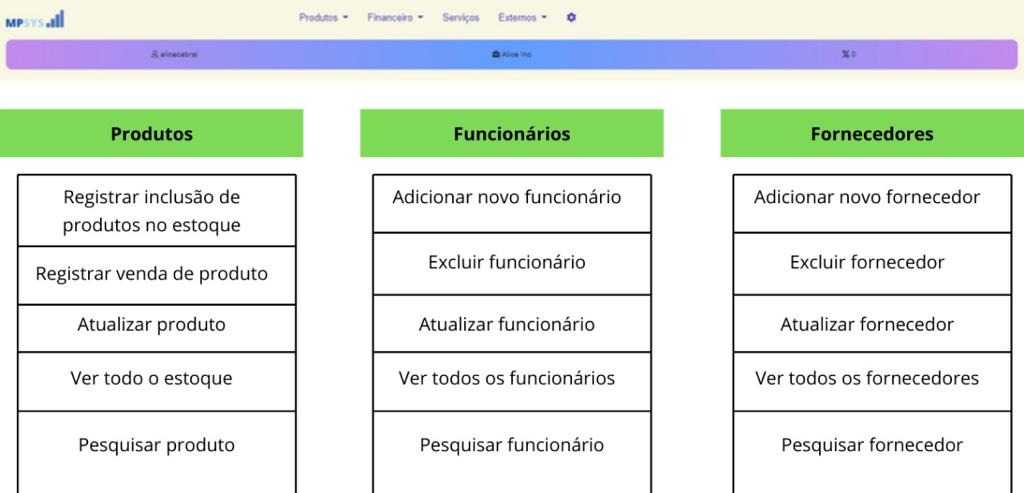 MPSYS
Produtos
Financeiro
Serviços
Externos
aloecabral
Aloe Inc
0
Produtos
Funcionários
Fornecedores
Registrar inclusão de
produtos no estoque
Registrar venda de produto
Atualizar produto
Ver todo o estoque
Pesquisar produto
Adicionar novo funcionário
Excluir funcionário
Atualizar funcionário
Ver todos os funcionários
Pesquisar funcionário
Adicionar novo fornecedor
Excluir fornecedor
Atualizar fornecedor
Ver todos os fornecedores
Pesquisar fornecedor